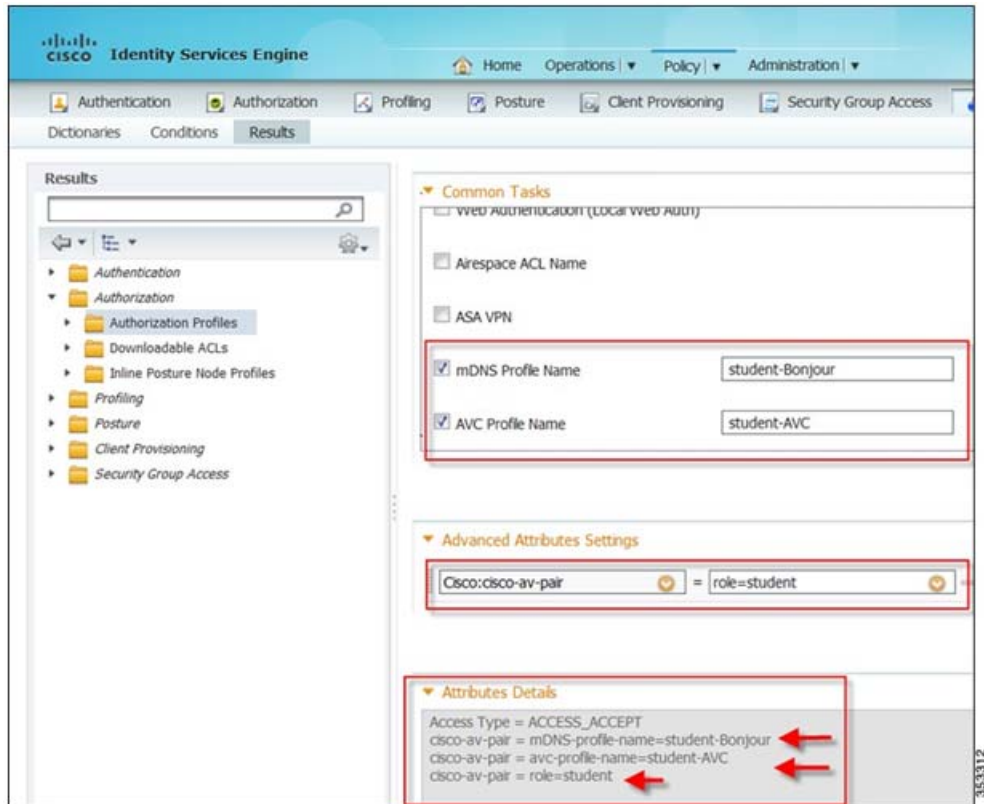 CISCO Identity Services Engine
Home Operations | Policy | Administration |
Authentication Authorization Profiling Posture Client Provisioning Security Group Access
Dictionaries Conditions Results
Results
Authentication
Authorization
Authorization Profiles
Downloadable ACLs
Inline Posture Node Profiles
Profiling
Posture
Client Provisioning
Security Group Access
Common Tasks
Web Authentication (Local Web Auth)
Airespace ACL Name
ASA VPN
mDNS Profile Name student-Bonjour
AVC Profile Name student-AVC
Advanced Attributes Settings
Cisco:cisco-av-pair = role=student
Attributes Details
Access Type = ACCESS_ACCEPT
cisco-av-pair = mDNS-profile-name=student-Bonjour
cisco-av-pair = avc-profile-name=student-AVC
cisco-av-pair = role=student
353312